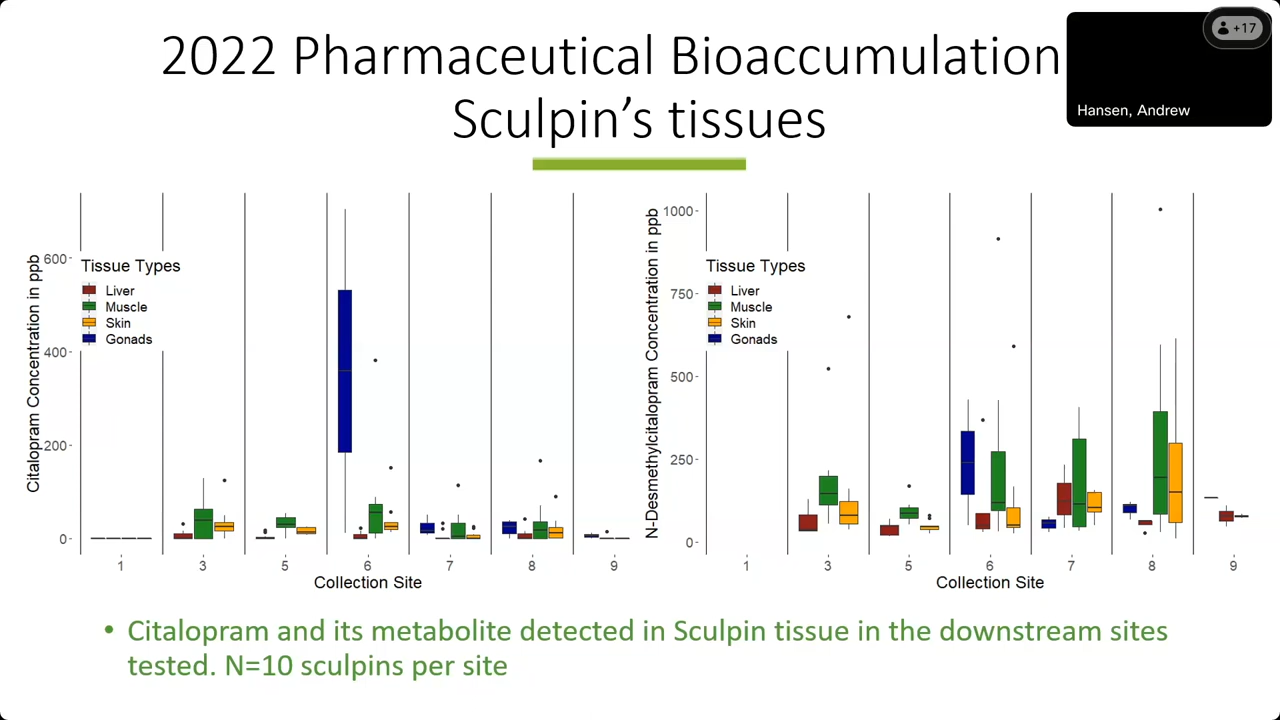 2022 Pharmaceutical Bioaccumulation
Sculpin's tissues
+17
Hansen, Andrew
Citalopram Concentration in ppb
600
400
200
0
Tissue Types
Liver
Muscle
Skin
Gonads
1 3 5 6 7 8 9
Collection Site
N-Desmethylcitalopram Concentration in ppb
1000
750
500
250
0
Tissue Types
Liver
Muscle
Skin
Gonads
1 3 5 6 7 8 9
Collection Site
• Citalopram and its metabolite detected in Sculpin tissue in the downstream sites
tested. N=10 sculpins per site